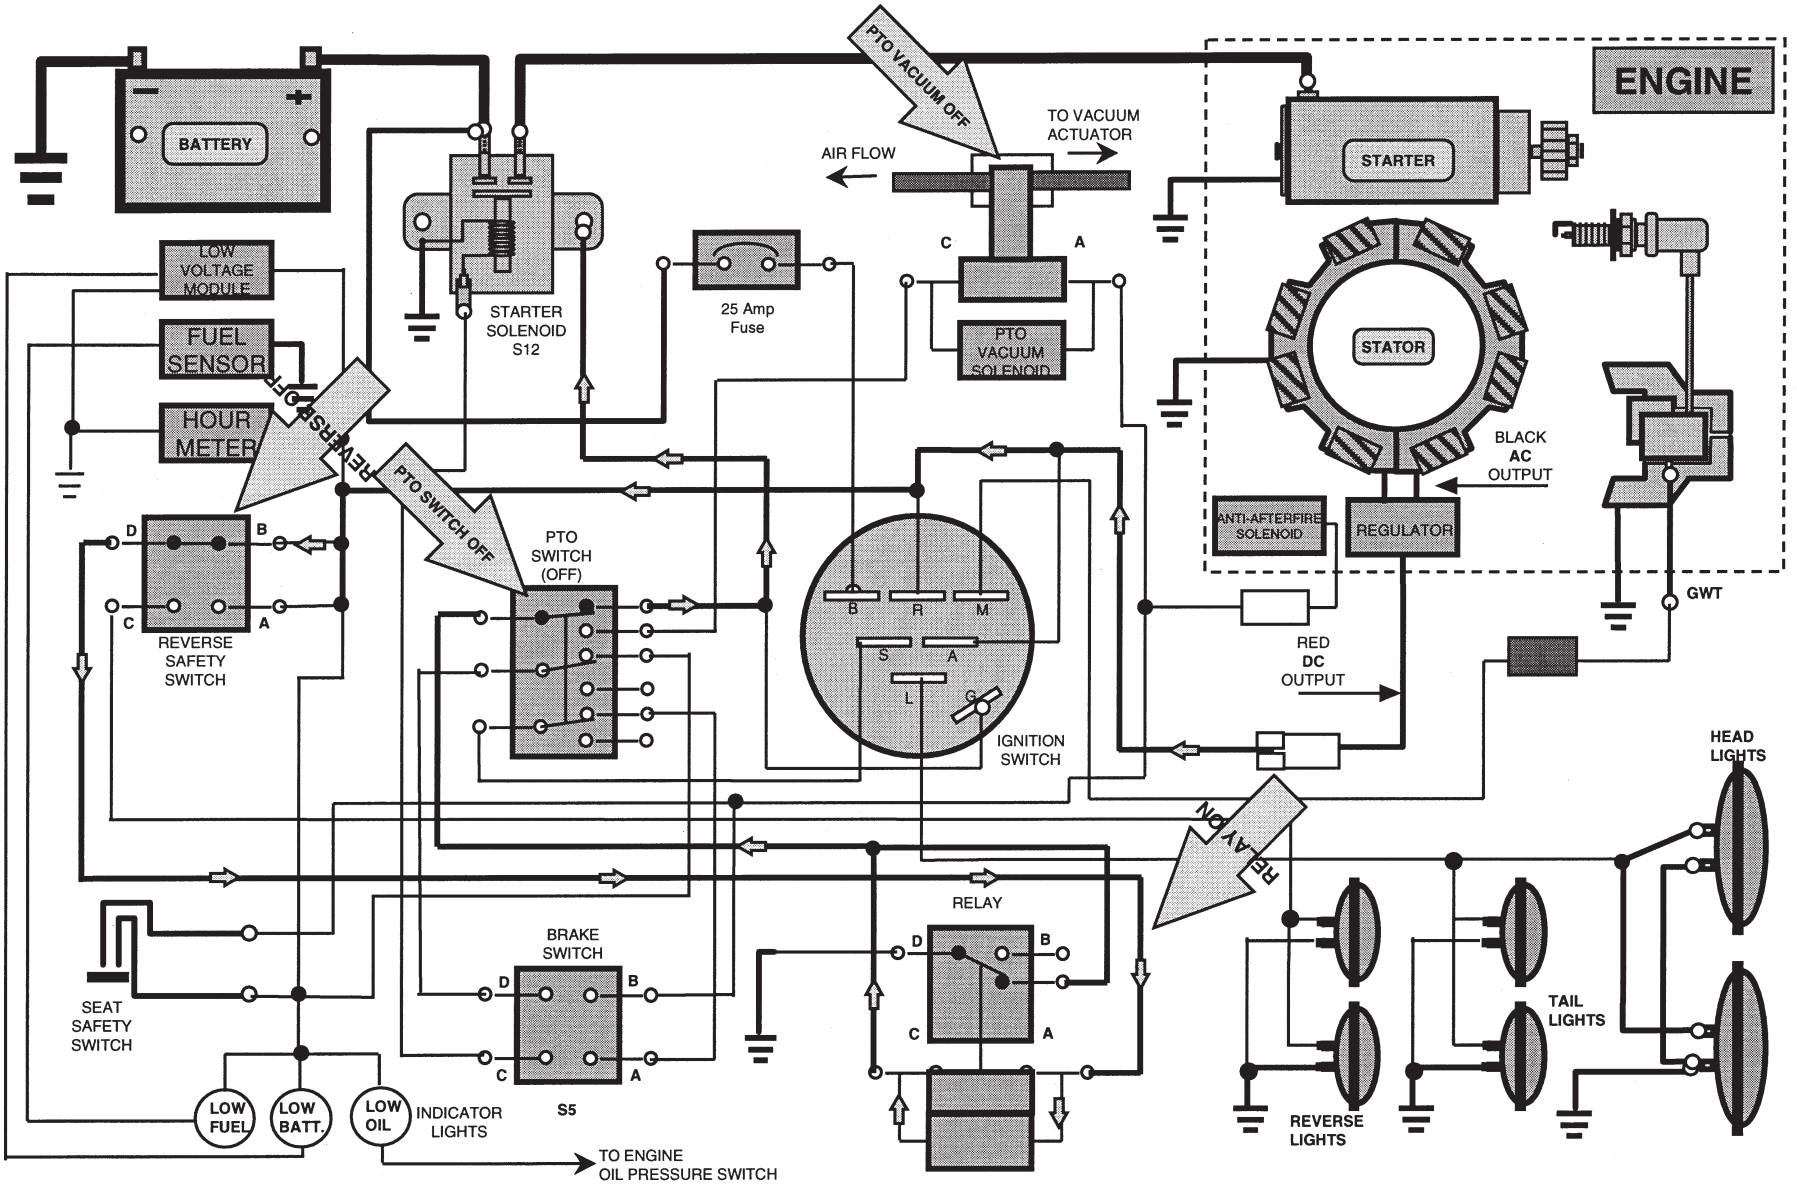 PTO VACUUM OFF
ENGINE
TO VACUUM
ACTUATOR
AIR FLOW
−
+
BATTERY
STARTER
LOW
VOLTAGE
MODULE
STARTER
SOLENOID
S12
25 Amp
Fuse
C
A
PTO
VACUUM
SOLENOID
STATOR
FUEL
SENSOR
HOUR
METER
REVERSE
PTO SWITCH OFF
BLACK
AC
OUTPUT
ANTI-AFTERFIRE
SOLENOID
REGULATOR
D
B
C
A
REVERSE
SAFETY
SWITCH
PTO
SWITCH
(OFF)
B
R
M
S
A
L
G
IGNITION
SWITCH
GWT
RED
DC
OUTPUT
HEAD
LIGHTS
RELAY ON
RELAY
D
B
C
A
BRAKE
SWITCH
D
B
C
A
S5
SEAT
SAFETY
SWITCH
TAIL
LIGHTS
REVERSE
LIGHTS
LOW
FUEL
LOW
BATT.
LOW
OIL
INDICATOR
LIGHTS
TO ENGINE
OIL PRESSURE SWITCH